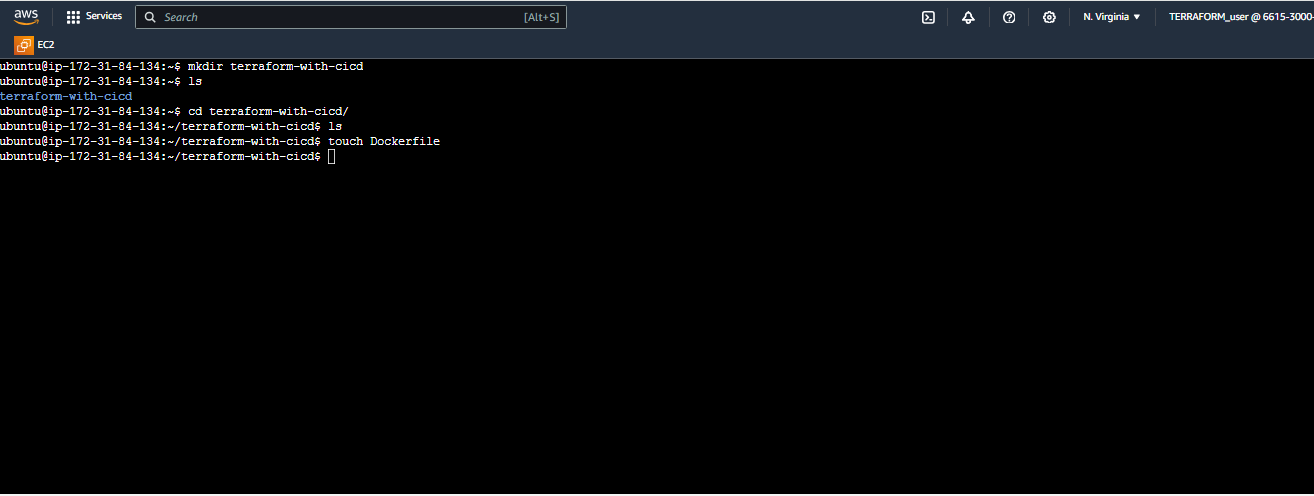 aws Services Search [Alt+S] N. Virginia TERRAFORM_user @ 6615-3000-
EC2
ubuntu@ip-172-31-84-134:~$ mkdir terraform-with-cicd
ubuntu@ip-172-31-84-134:~$ ls
terraform-with-cicd
ubuntu@ip-172-31-84-134:~$ cd terraform-with-cicd/
ubuntu@ip-172-31-84-134:~/terraform-with-cicd$ ls
ubuntu@ip-172-31-84-134:~/terraform-with-cicd$ touch Dockerfile
ubuntu@ip-172-31-84-134:~/terraform-with-cicd$